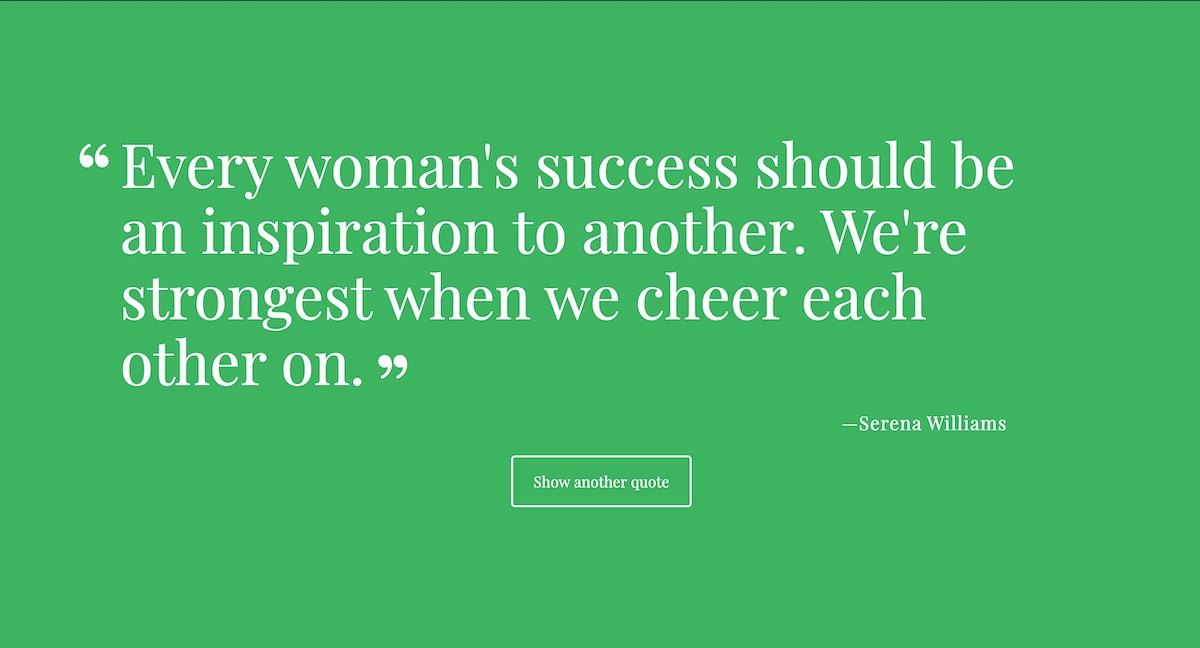 “ Every woman's success should be
an inspiration to another. We're
strongest when we cheer each
other on. ”
—Serena Williams
Show another quote